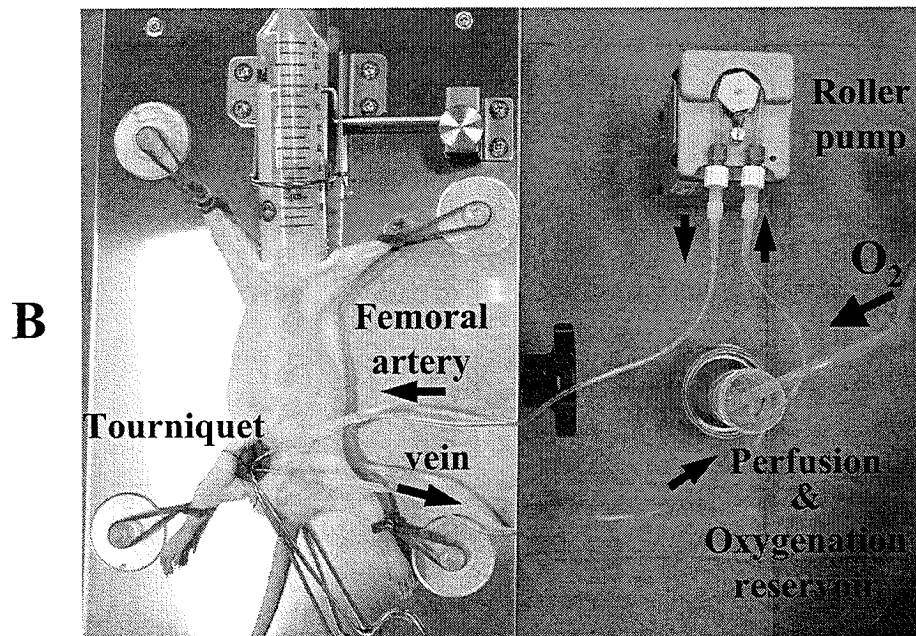 B
Femoral
artery
Tourniquet
vein
Roller
pump
O₂
Perfusion
&
Oxygenation
reservoir